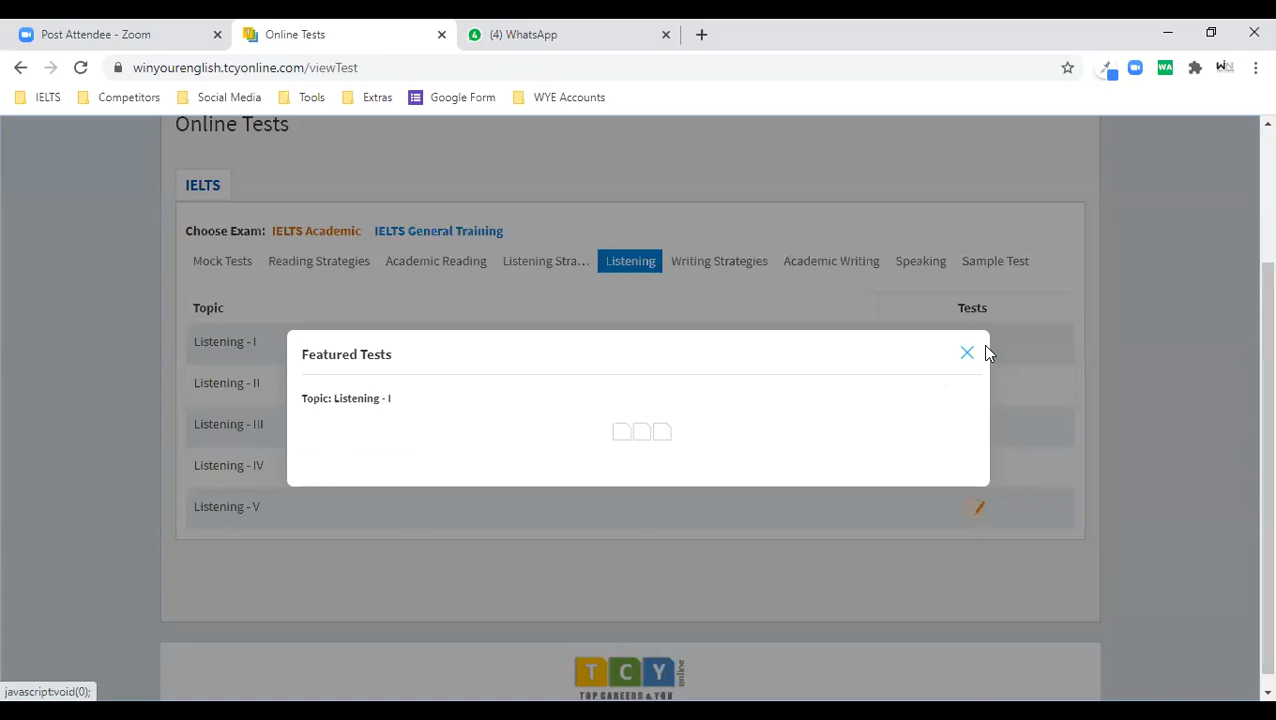 Post Attendee - Zoom
Online Tests
(4) WhatsApp
winyourenglish.tcyonline.com/viewTest
WA
WIN
IELTS
Competitors
Social Media
Tools
Extras
Google Form
WYE Accounts
Online Tests
IELTS
Choose Exam: IELTS Academic IELTS General Training
Mock Tests Reading Strategies Academic Reading Listening Stra... Listening Writing Strategies Academic Writing Speaking Sample Test
Topic Tests
Listening - I
Featured Tests
Listening - II
Topic: Listening - I
Listening - III
Listening - IV
Listening - V
TCY online
TOP CAREERS & YOU
javascript:void(0);